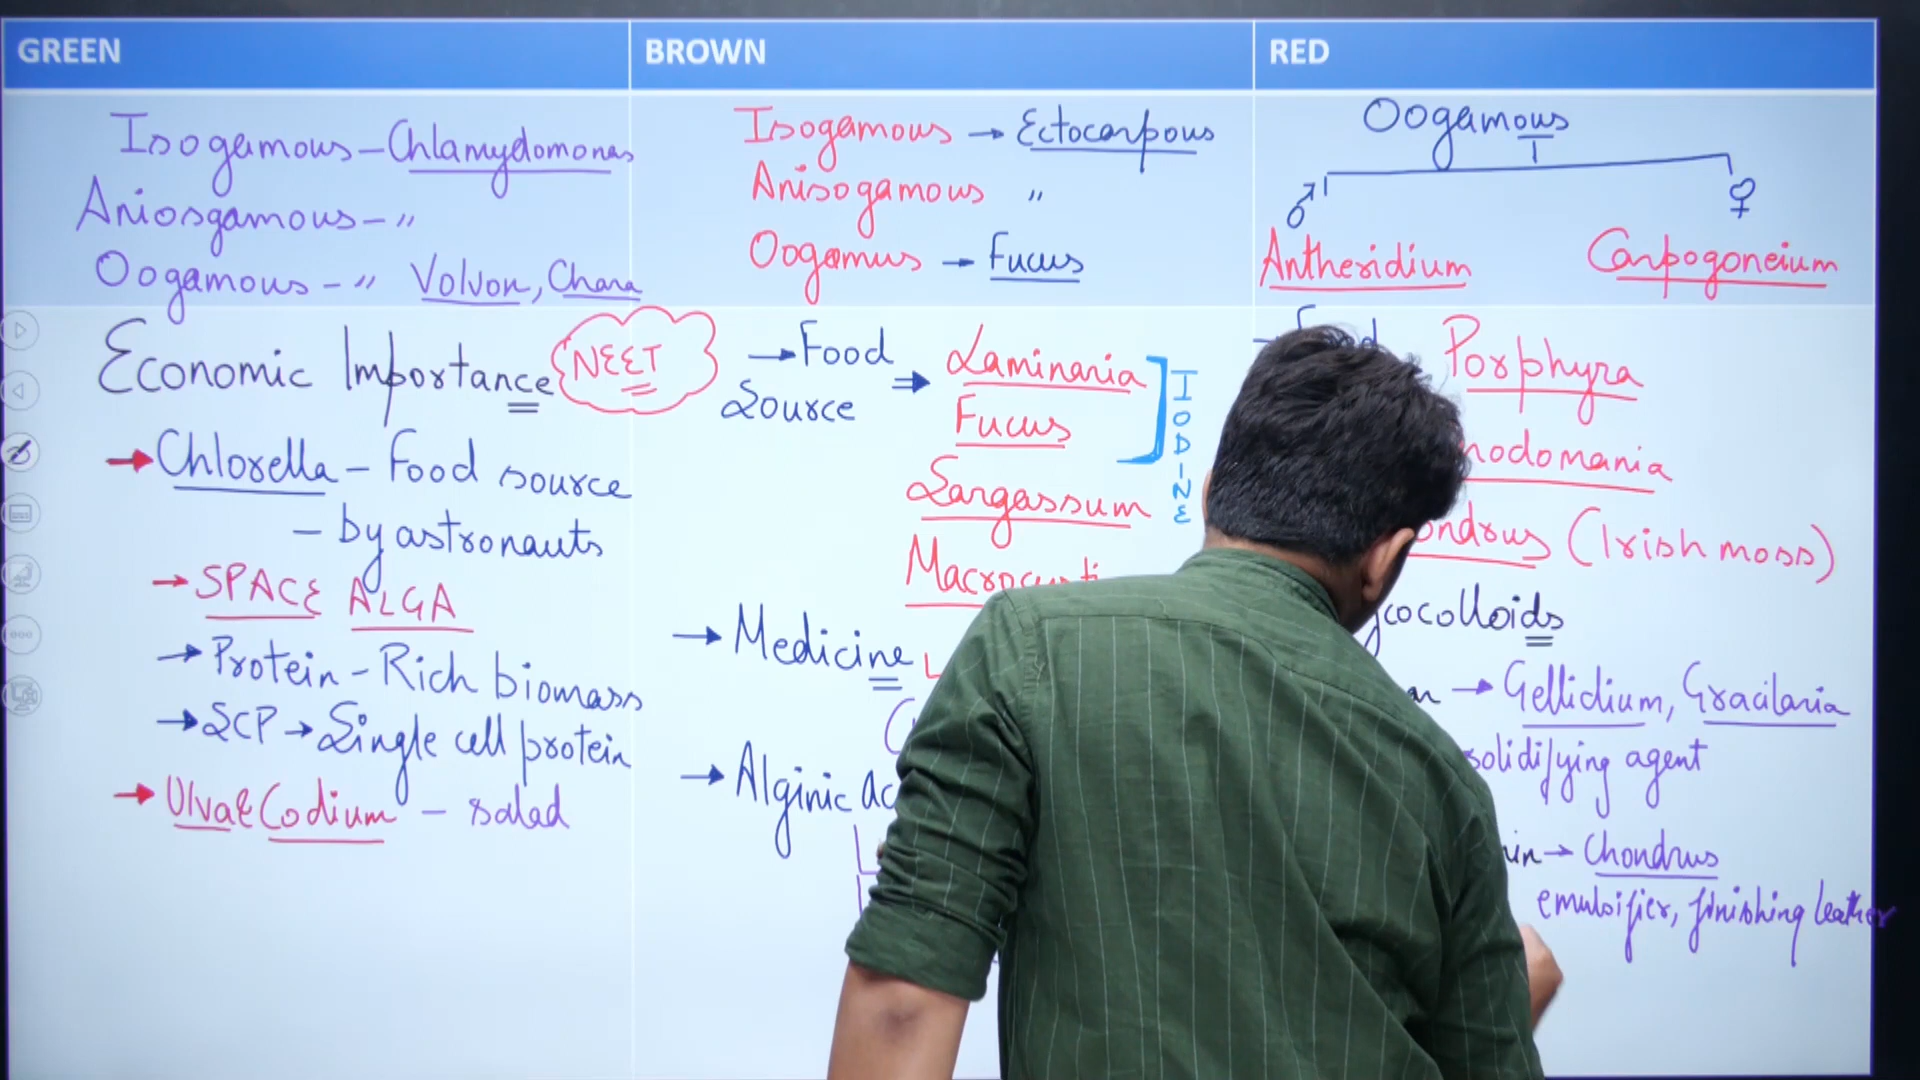 GREEN
BROWN
RED
Isogamous - Chlamydomonas
Aniosgamous - "
Oogamous - " Volvox, Chara
Isogamous → Ectocarpous
Anisogamous "
Oogamus → Fucus
Oogamous
♂ ♀
Antheridium Carpogoneium
Economic Importance NEET
→ Chlorella - Food source
- by astronauts
→ SPACE ALGA
→ Protein - Rich biomass
→ SCP → Single cell protein
→ Ulva & Codium - salad
→ Food
Source ⇒ Laminaria
Fucus
IODINE
Sargassum
→ Medicine
→ Alginic
Porphyra
(Irish moss)
→ Gellidium, Gracilaria
solidifying agent
→ Chondrus
emulsifier, finishing leather